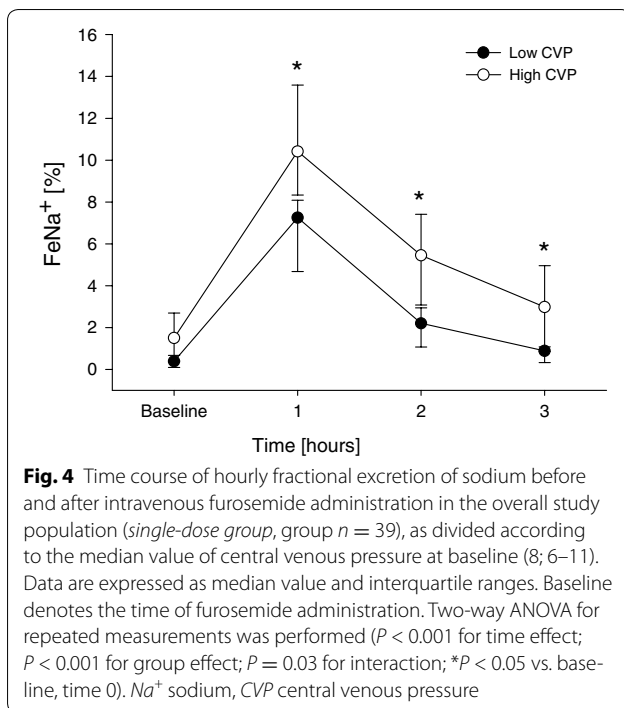 16
14
12
10
8
6
4
2
0
FeNa+ [%]
* * *
Low CVP
High CVP
Baseline 1 2 3
Time [hours]
Fig. 4 Time course of hourly fractional excretion of sodium before
and after intravenous furosemide administration in the overall study
population (single-dose group, group n = 39), as divided according
to the median value of central venous pressure at baseline (8; 6–11).
Data are expressed as median value and interquartile ranges. Baseline
denotes the time of furosemide administration. Two-way ANOVA for
repeated measurements was performed (P < 0.001 for time effect;
P < 0.001 for group effect; P = 0.03 for interaction; *P < 0.05 vs. base-
line, time 0). Na+ sodium, CVP central venous pressure